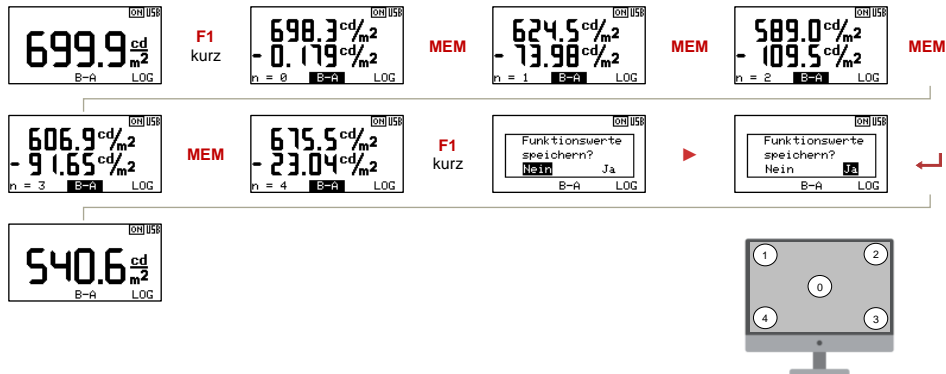 ON USB
699.9 cd/m2
B-A LOG
F1
kurz
ON USB
698.3 cd/m2
- 0.179 cd/m2
n = 0 B-A LOG
MEM
ON USB
624.5 cd/m2
- 73.98 cd/m2
n = 1 B-A LOG
MEM
ON USB
589.0 cd/m2
- 109.5 cd/m2
n = 2 B-A LOG
MEM
ON USB
606.9 cd/m2
- 91.65 cd/m2
n = 3 B-A LOG
MEM
ON USB
675.5 cd/m2
- 23.04 cd/m2
n = 4 B-A LOG
F1
kurz
ON USB
Funktionswerte
speichern?
Nein Ja
B-A LOG
ON USB
Funktionswerte
speichern?
Nein Ja
B-A LOG
ON USB
540.6 cd/m2
B-A LOG
1 2
0
4 3